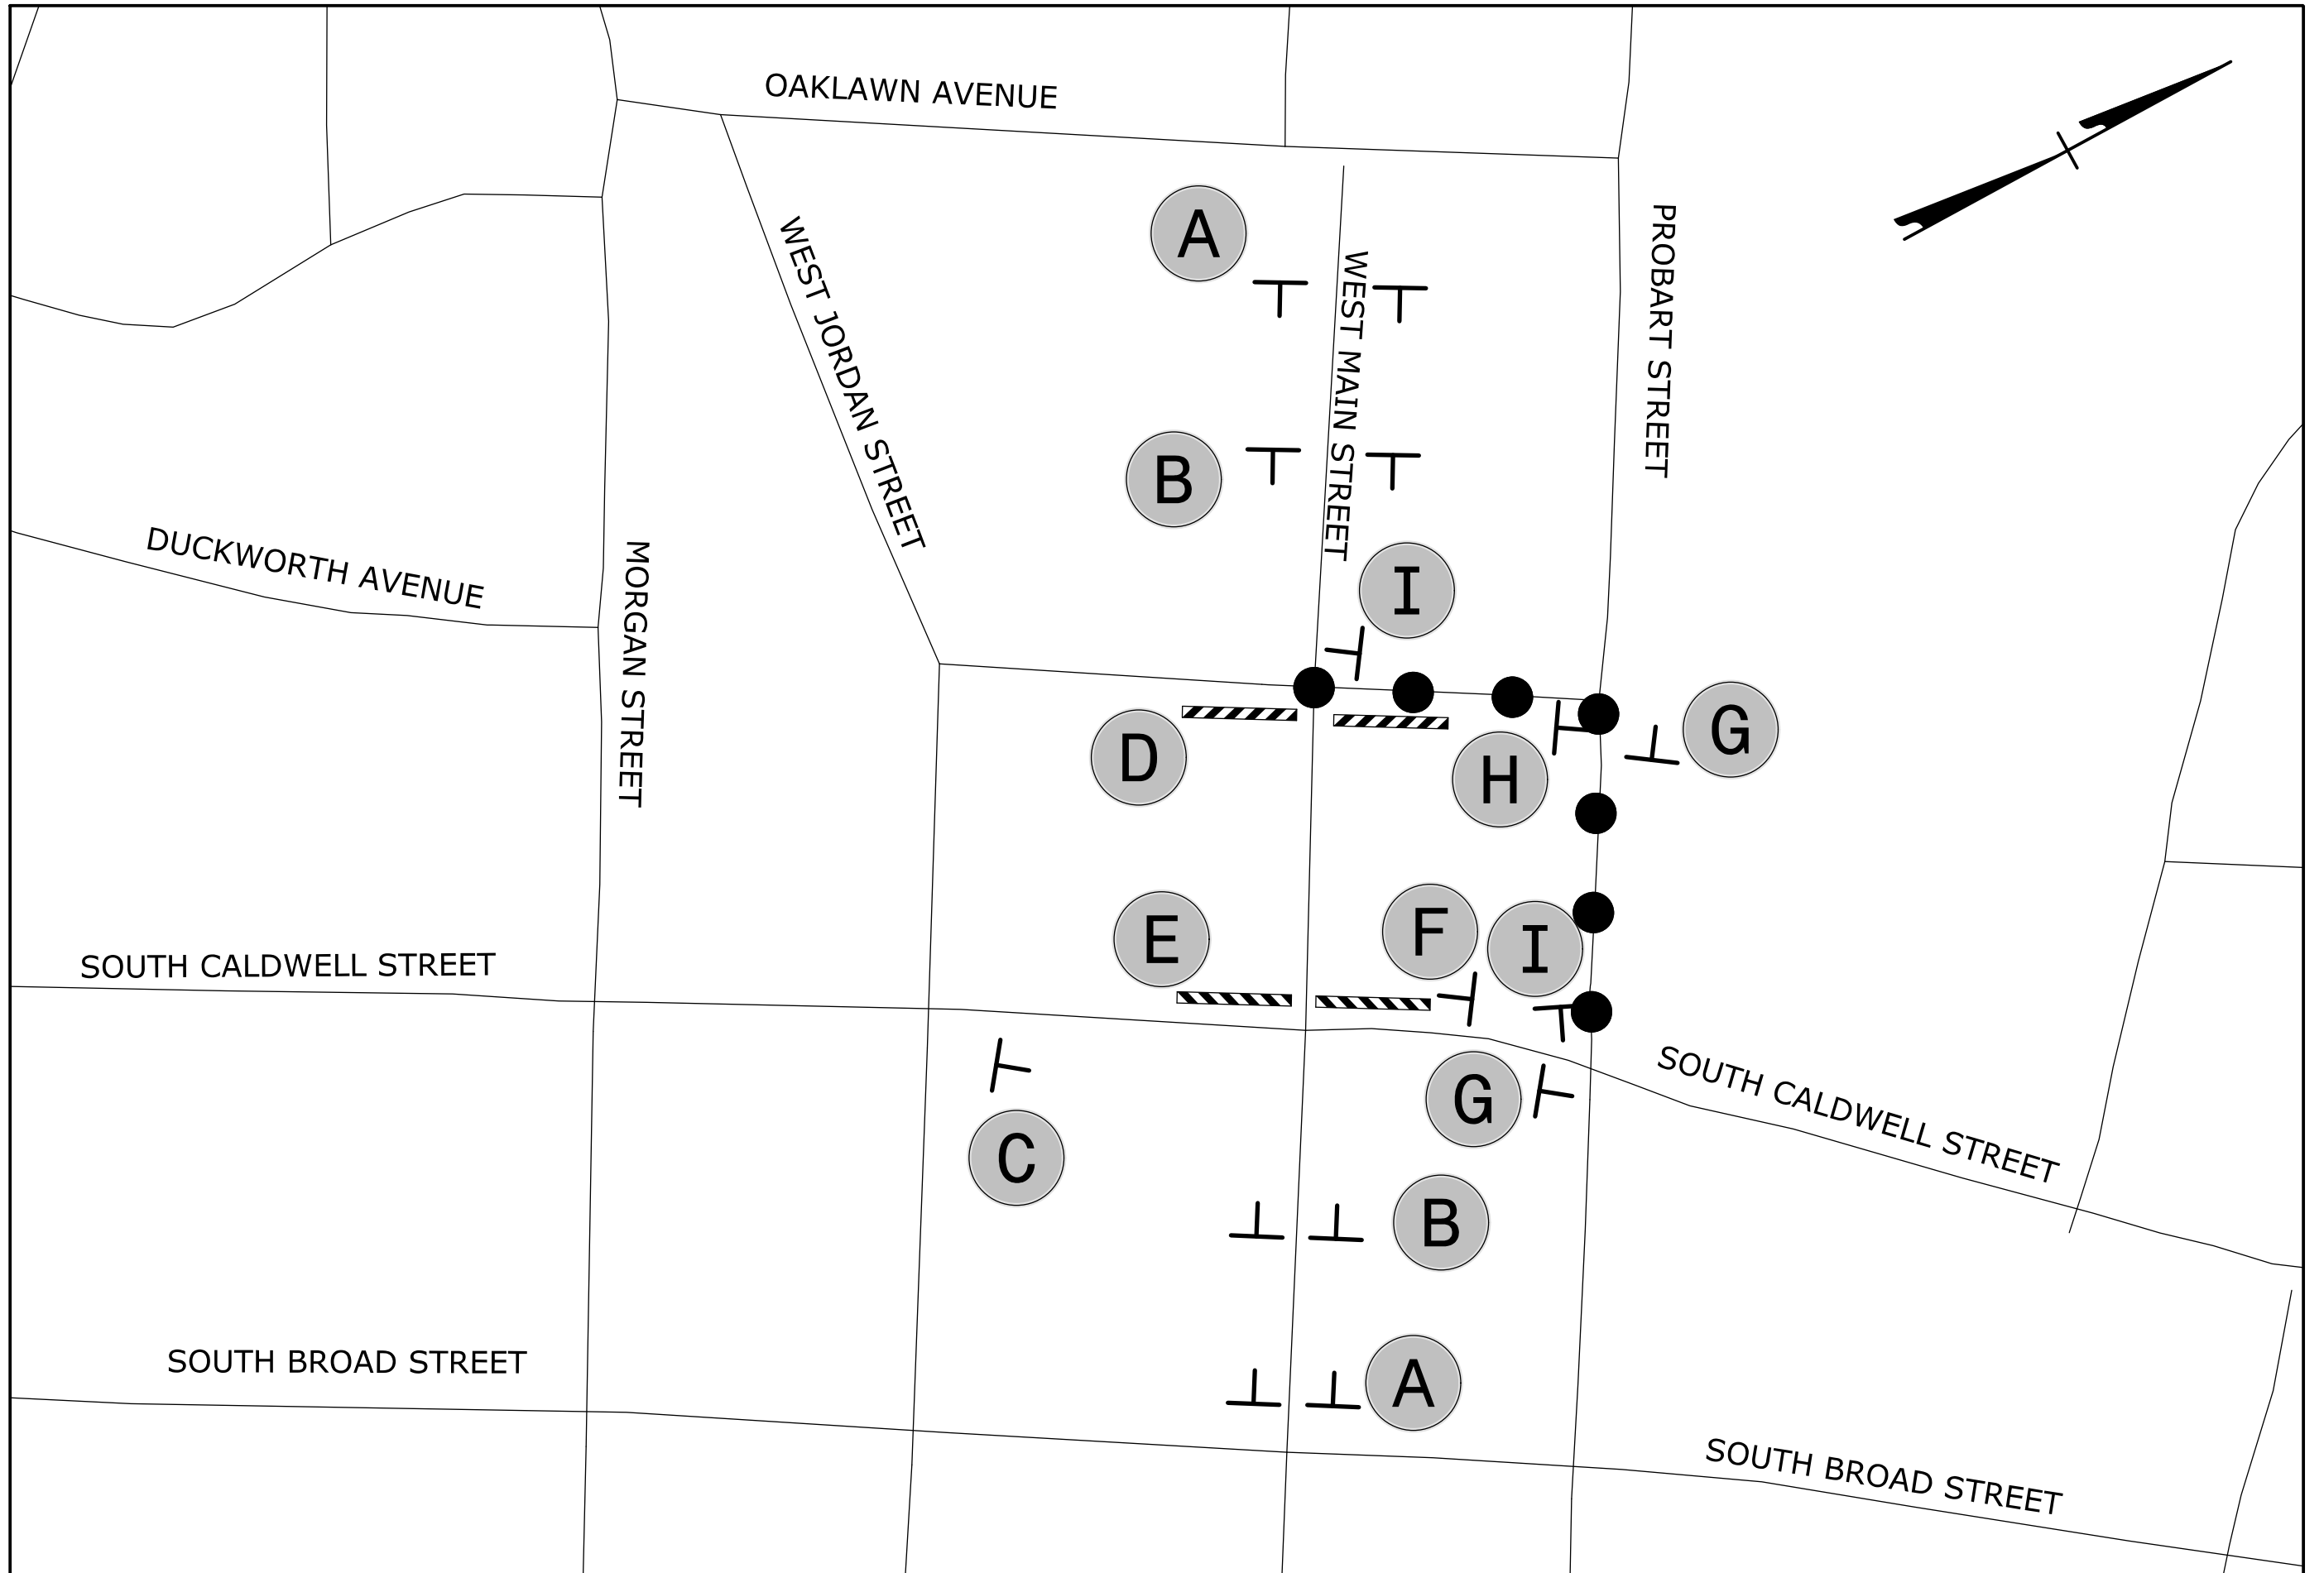 OAKLAWN AVENUE
A
WEST JORDAN STREET
WEST MAIN STREET
PROBART STREET
B
I
DUCKWORTH AVENUE
MORGAN STREET
D
H
G
E
F
I
SOUTH CALDWELL STREET
C
G
SOUTH CALDWELL STREET
B
SOUTH BROAD STREET
A
SOUTH BROAD STREET